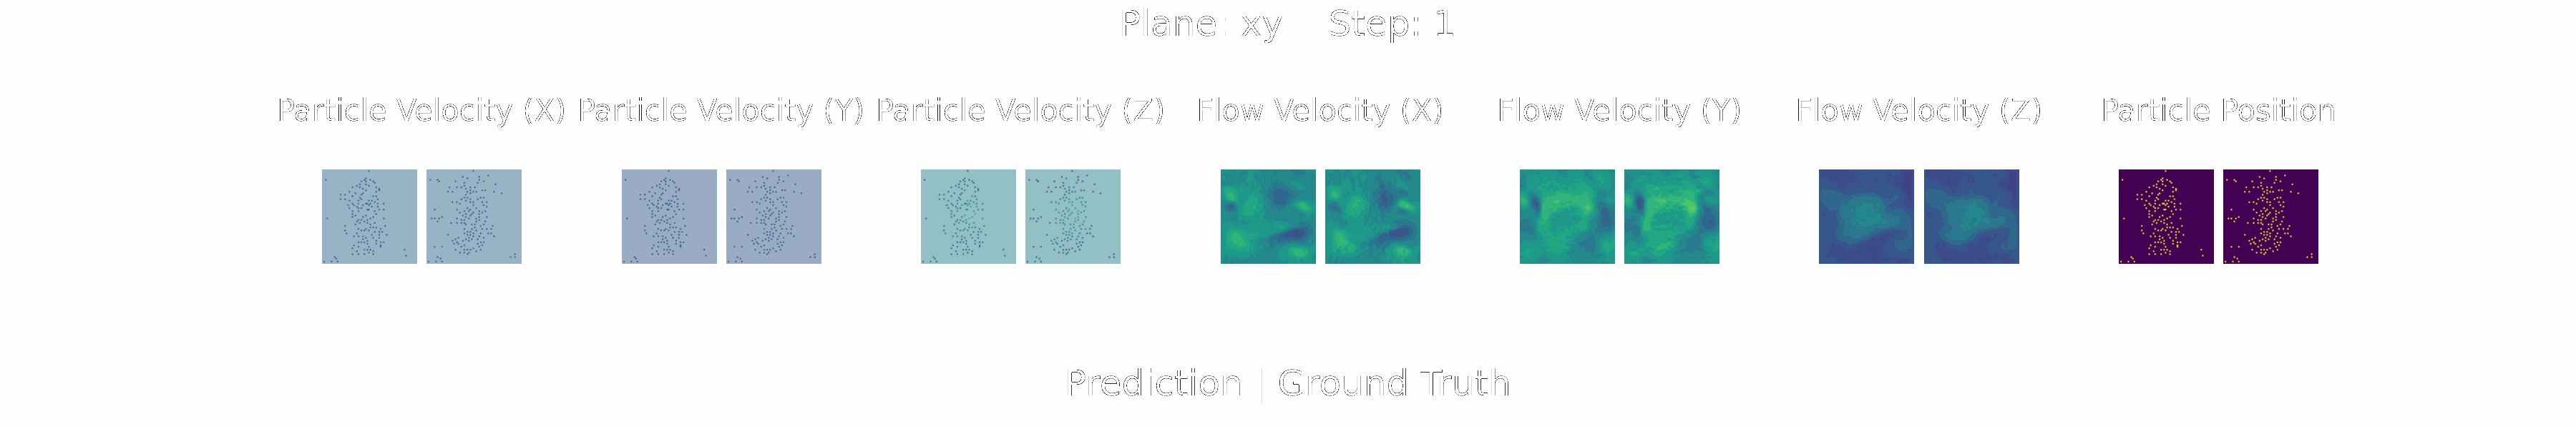 Plane: xy Step: 1
Particle Velocity (X) Particle Velocity (Y) Particle Velocity (Z) Flow Velocity (X) Flow Velocity (Y) Flow Velocity (Z) Particle Position
Prediction | Ground Truth